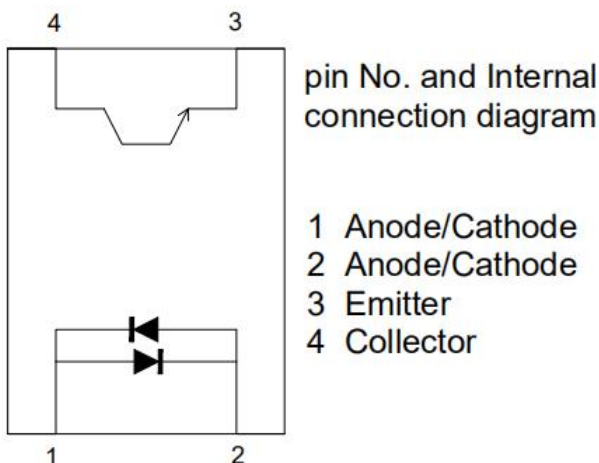 4 3
pin No. and Internal
connection diagram
1 Anode/Cathode
2 Anode/Cathode
3 Emitter
4 Collector
1 2